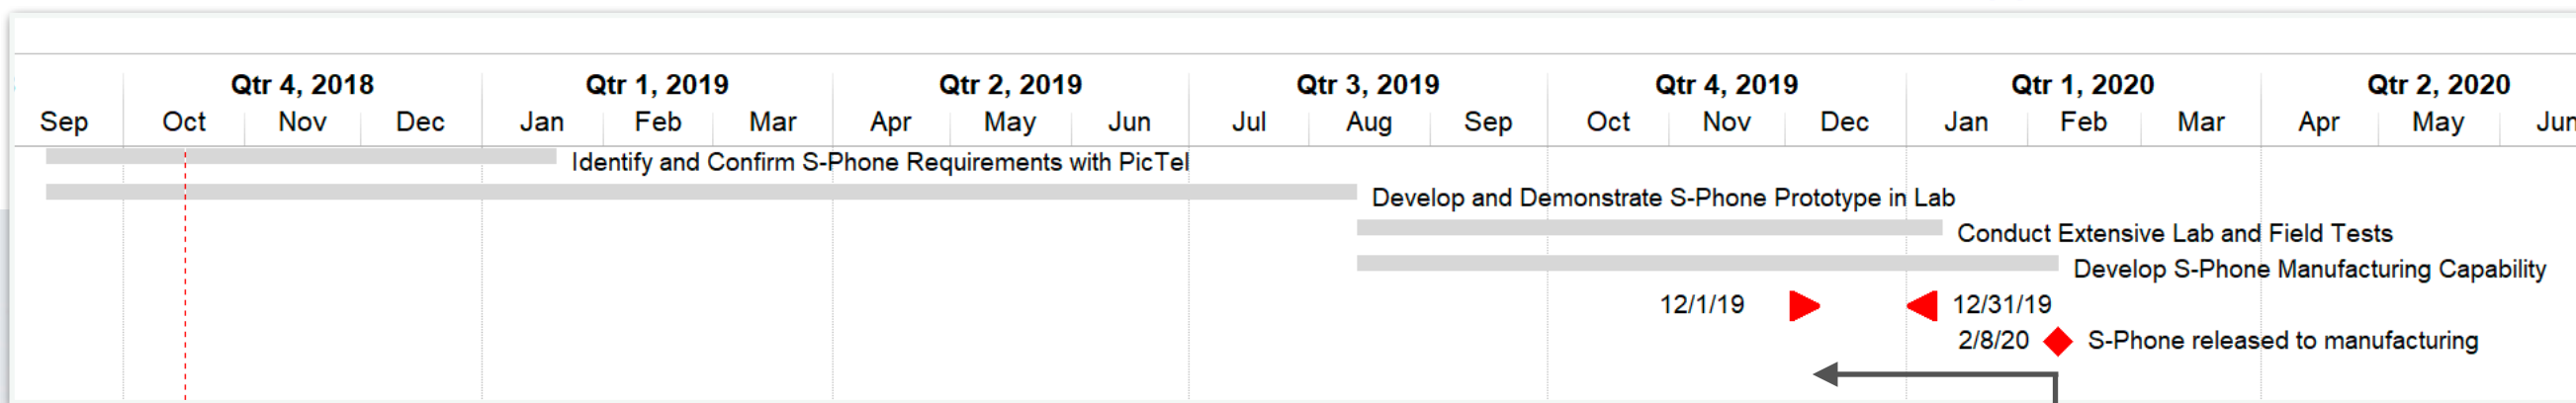 Qtr 4, 2018 Qtr 1, 2019 Qtr 2, 2019 Qtr 3, 2019 Qtr 4, 2019 Qtr 1, 2020 Qtr 2, 2020
Sep Oct Nov Dec Jan Feb Mar Apr May Jun Jul Aug Sep Oct Nov Dec Jan Feb Mar Apr May Jun
Identify and Confirm S-Phone Requirements with PicTel
Develop and Demonstrate S-Phone Prototype in Lab
Conduct Extensive Lab and Field Tests
Develop S-Phone Manufacturing Capability
12/1/19 12/31/19
2/8/20 S-Phone released to manufacturing